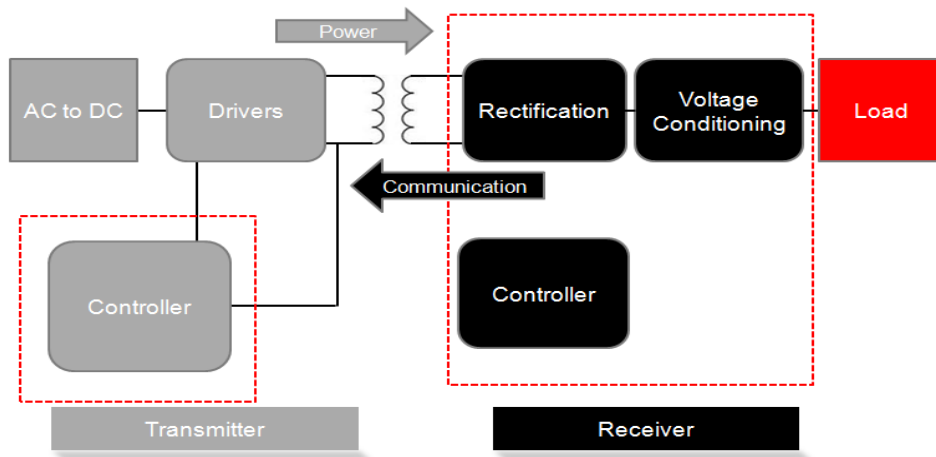 Power
AC to DC
Drivers
Rectification
Voltage
Conditioning
Load
Communication
Controller
Controller
Transmitter
Receiver